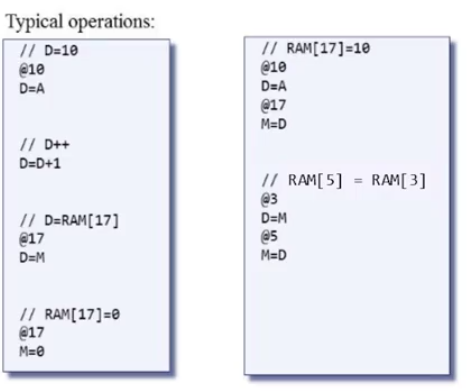 Typical operations:
// D=10
@10
D=A
// D++
D=D+1
// D=RAM[17]
@17
D=M
// RAM[17]=0
@17
M=0
// RAM[17]=10
@10
D=A
@17
M=D
// RAM[5] = RAM[3]
@3
D=M
@5
M=D